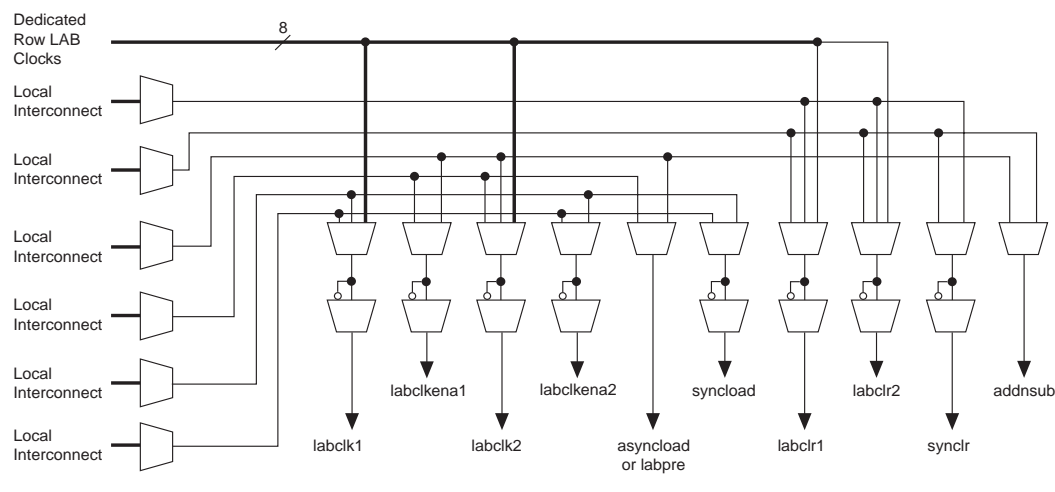 Dedicated
Row LAB
Clocks
8
Local
Interconnect
Local
Interconnect
Local
Interconnect
Local
Interconnect
Local
Interconnect
Local
Interconnect
labclkena1
labclkena2
syncload
labclr2
addnsub
labclk1
labclk2
asyncload
or labpre
labclr1
synclr